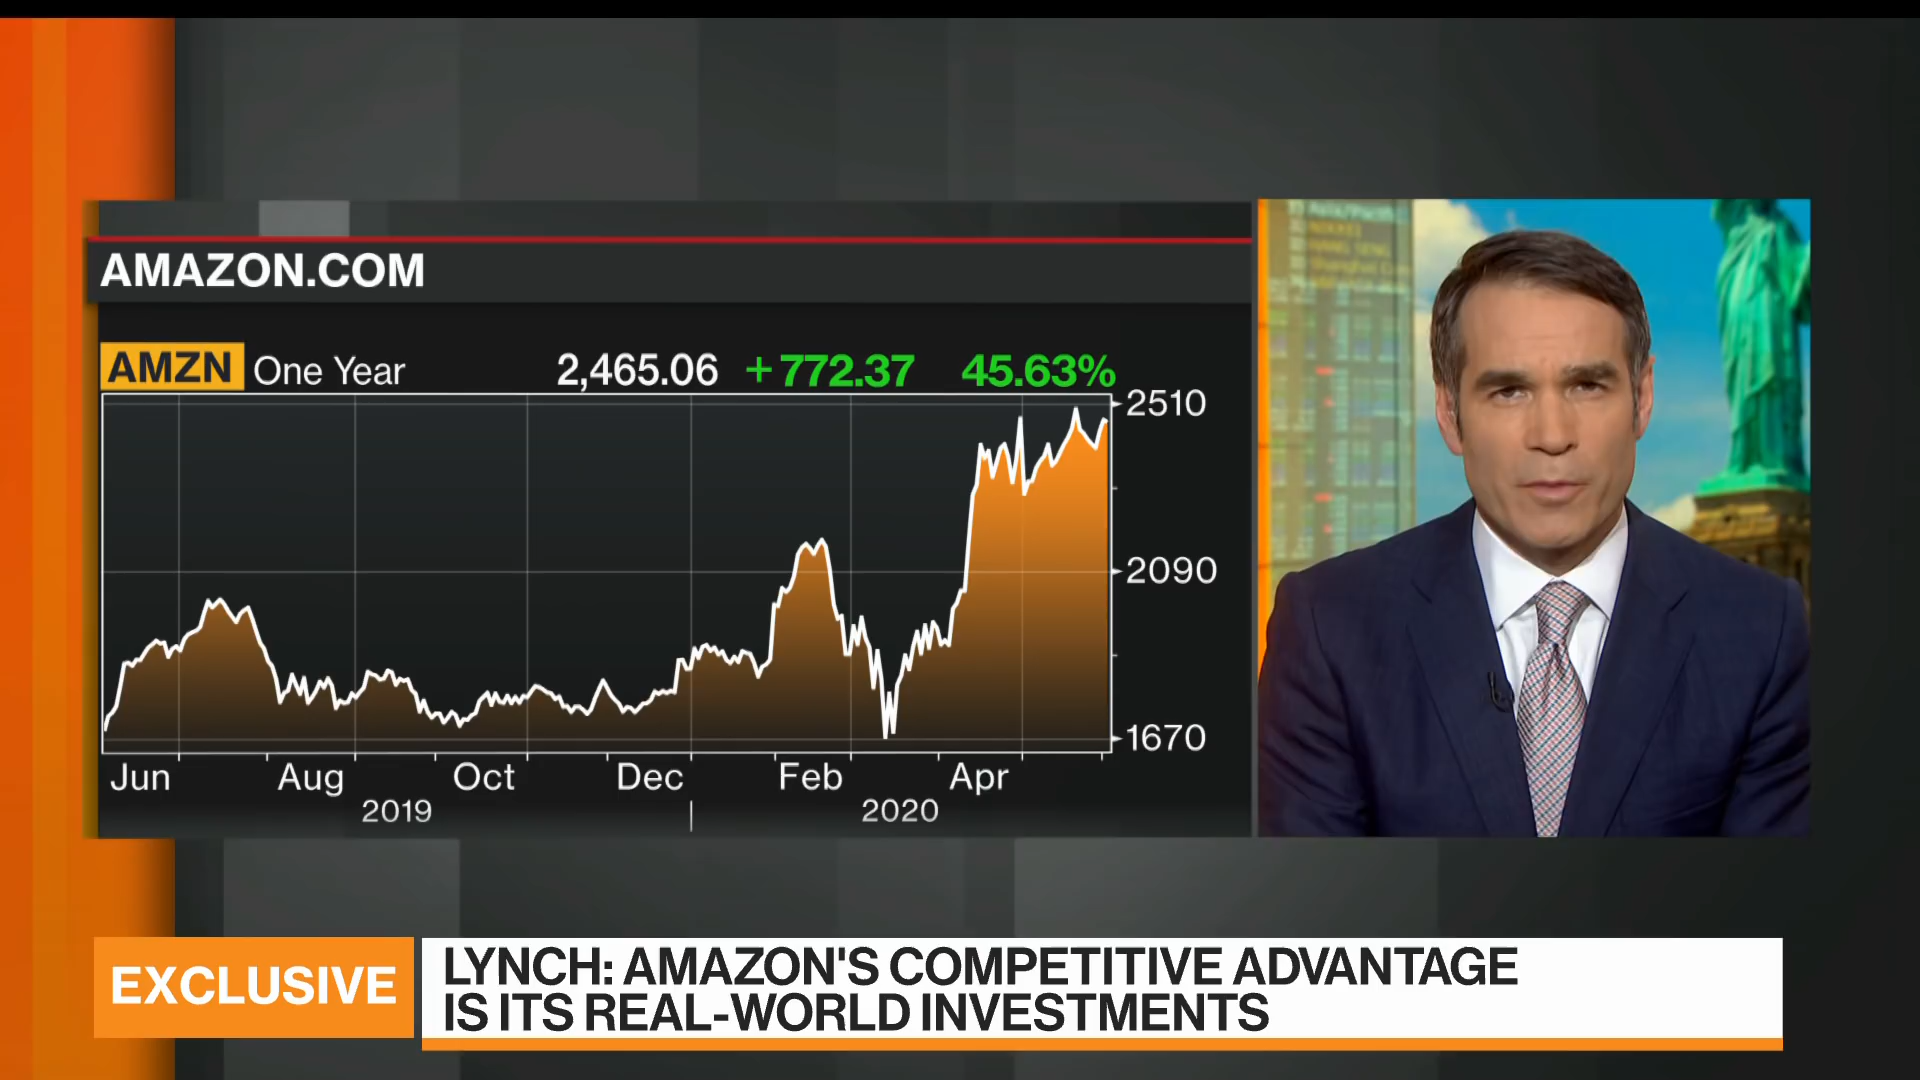 AMAZON.COM
AMZN One Year 2,465.06 +772.37 45.63%
2510
2090
1670
Jun Aug Oct Dec Feb Apr
2019 2020
EXCLUSIVE
LYNCH: AMAZON'S COMPETITIVE ADVANTAGE
IS ITS REAL-WORLD INVESTMENTS